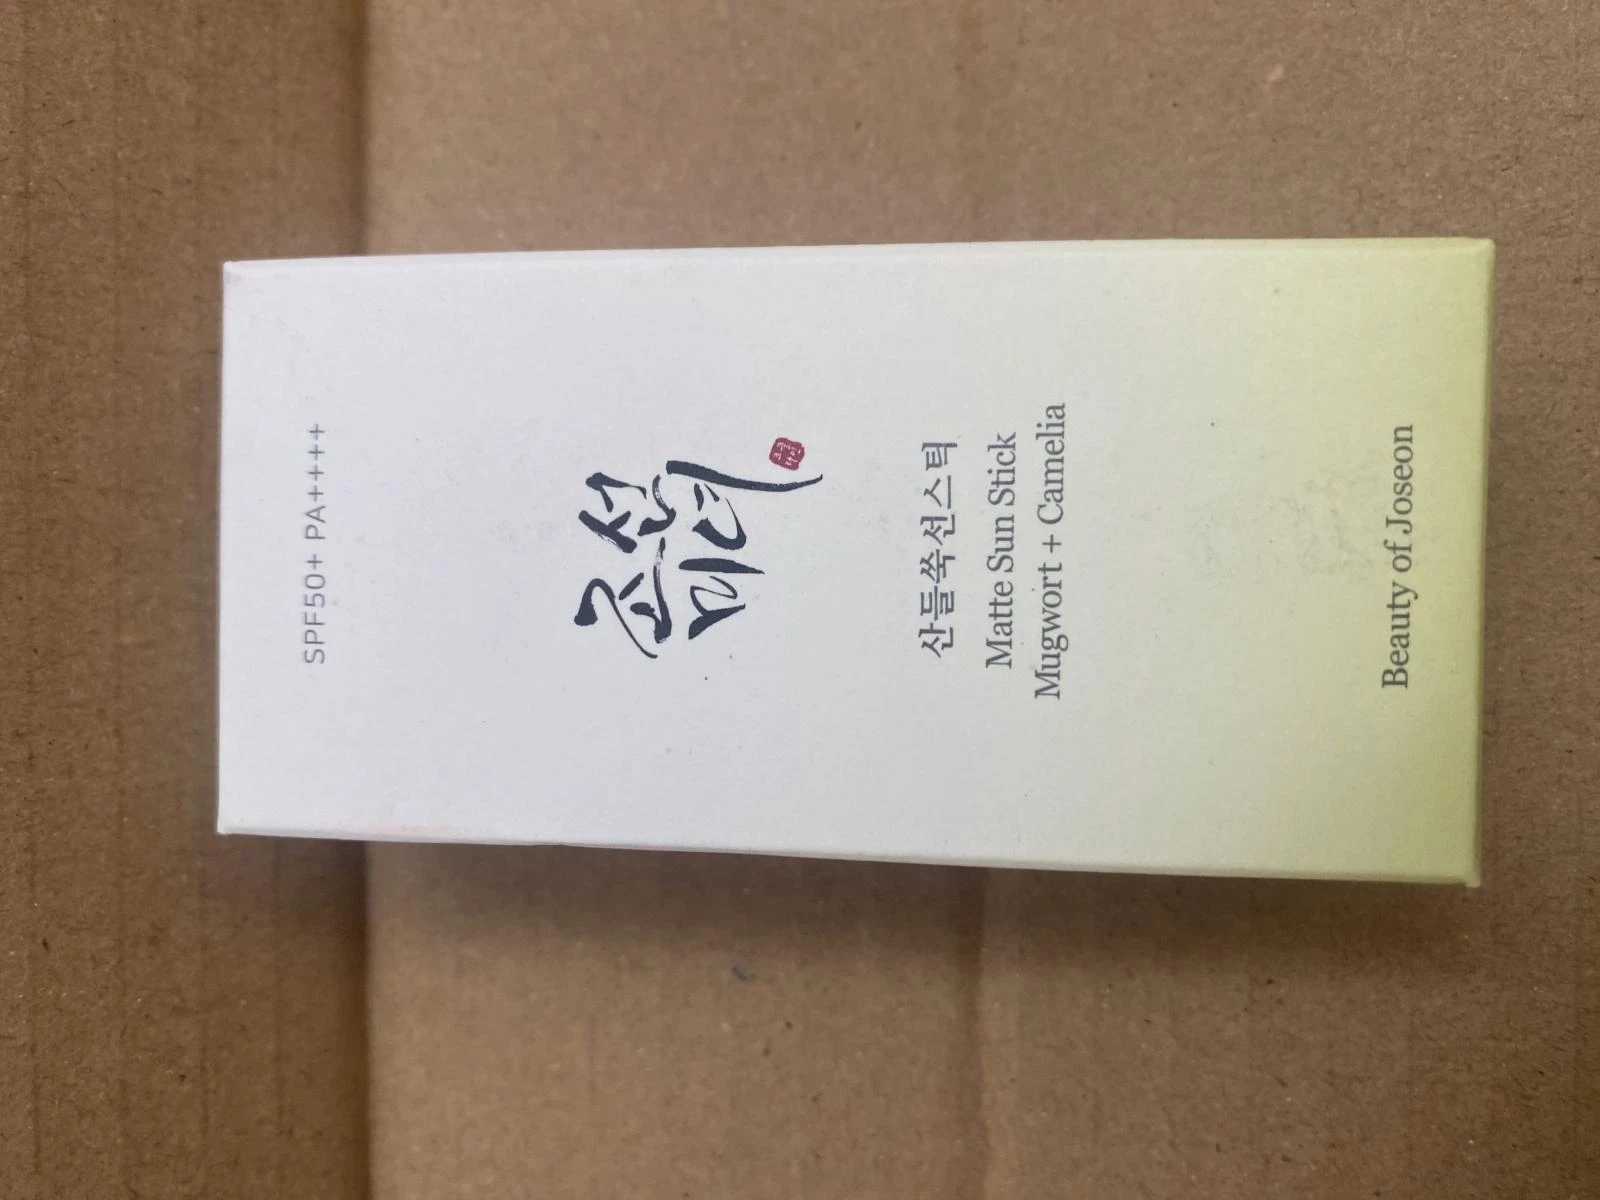 SPF50+ PA++++
조선
미녀
산들쑥선스틱
Matte Sun Stick
Mugwort + Camelia
Beauty of Joseon